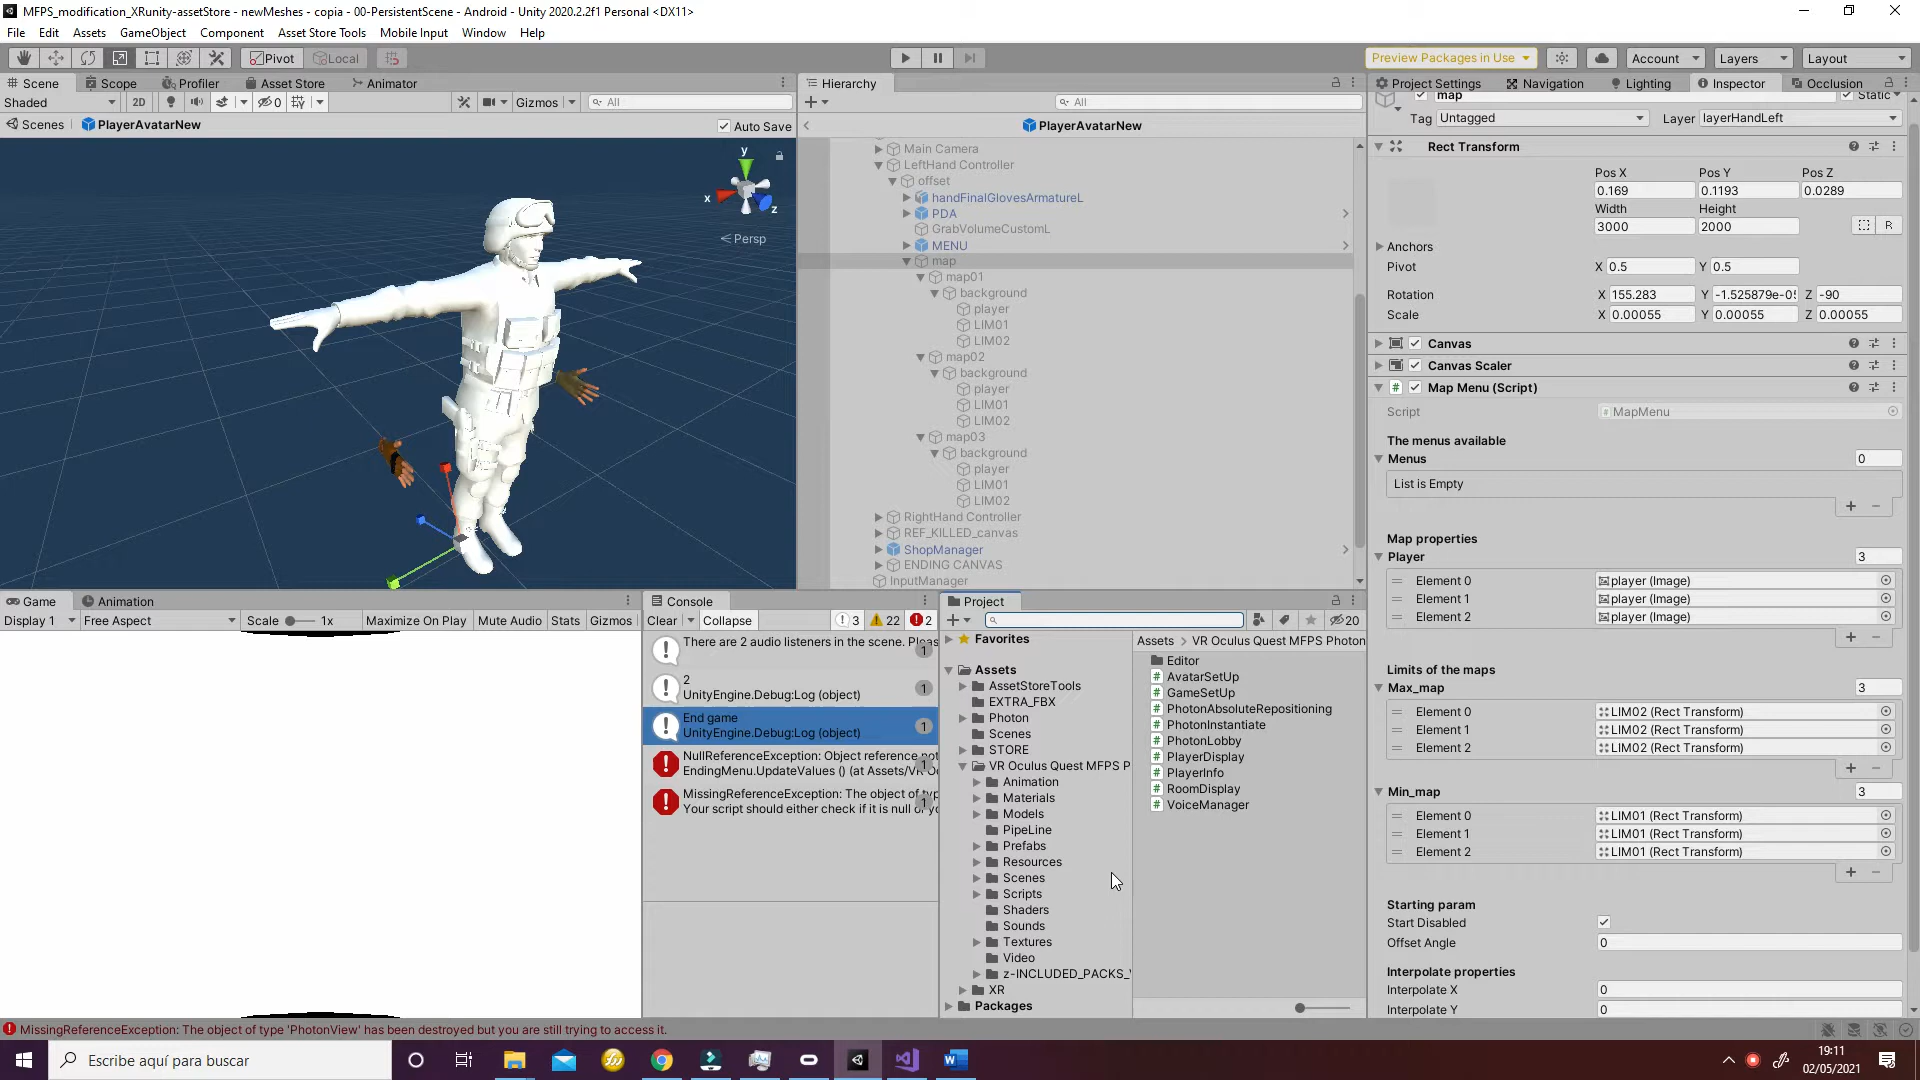 MFPS_modification_XRunity-assetStore - newMeshes - copia - 00-PersistentScene - Android - Unity 2020.2.2f1 Personal <DX11>
File Edit Assets GameObject Component Asset Store Tools Mobile Input Window Help
Pivot Local Preview Packages in Use Account Layers Layout
Scene Scope Profiler Asset Store Animator
Shaded 2D 0 Gizmos All
Scenes PlayerAvatarNew Auto Save
y x z
Persp
Hierarchy
All
PlayerAvatarNew
Main Camera
LeftHand Controller
offset
handFinalGlovesArmatureL
PDA
GrabVolumeCustomL
MENU
map
map01
background
player
LIM01
LIM02
map02
background
player
LIM01
LIM02
map03
background
player
LIM01
LIM02
RightHand Controller
REF_KILLED_canvas
ShopManager
ENDING CANVAS
InputManager
Game Animation
Display 1 Free Aspect Scale 1x Maximize On Play Mute Audio Stats Gizmos
Console
Clear Collapse 3 22 2
There are 2 audio listeners in the scene. Pleas 1
2
UnityEngine.Debug:Log (object) 1
End game
UnityEngine.Debug:Log (object) 1
NullReferenceException: Object reference not
EndingMenu.UpdateValues () (at Assets/VR Oc 1
MissingReferenceException: The object of typ
Your script should either check if it is null or yo 1
Project
20
Favorites
Assets
AssetStoreTools
EXTRA_FBX
Photon
Scenes
STORE
VR Oculus Quest MFPS P
Animation
Materials
Models
PipeLine
Prefabs
Resources
Scenes
Scripts
Shaders
Sounds
Textures
Video
z-INCLUDED_PACKS_
XR
Packages
Assets > VR Oculus Quest MFPS Photon
Editor
AvatarSetUp
GameSetUp
PhotonAbsoluteRepositioning
PhotonInstantiate
PhotonLobby
PlayerDisplay
PlayerInfo
RoomDisplay
VoiceManager
Project Settings Navigation Lighting Inspector Occlusion
map Static
Tag Untagged Layer layerHandLeft
Rect Transform
Pos X Pos Y Pos Z
0.169 0.1193 0.0289
Width Height
3000 2000 R
Anchors
Pivot X 0.5 Y 0.5
Rotation X 155.283 Y -1.525879e-05 Z -90
Scale X 0.00055 Y 0.00055 Z 0.00055
Canvas
Canvas Scaler
Map Menu (Script)
Script MapMenu
The menus available
Menus 0
List is Empty
Map properties
Player 3
Element 0 player (Image)
Element 1 player (Image)
Element 2 player (Image)
Limits of the maps
Max_map 3
Element 0 LIM02 (Rect Transform)
Element 1 LIM02 (Rect Transform)
Element 2 LIM02 (Rect Transform)
Min_map 3
Element 0 LIM01 (Rect Transform)
Element 1 LIM01 (Rect Transform)
Element 2 LIM01 (Rect Transform)
Starting param
Start Disabled
Offset Angle 0
Interpolate properties
Interpolate X 0
Interpolate Y 0
MissingReferenceException: The object of type 'PhotonView' has been destroyed but you are still trying to access it.
Escribe aquí para buscar
19:11
02/05/2021